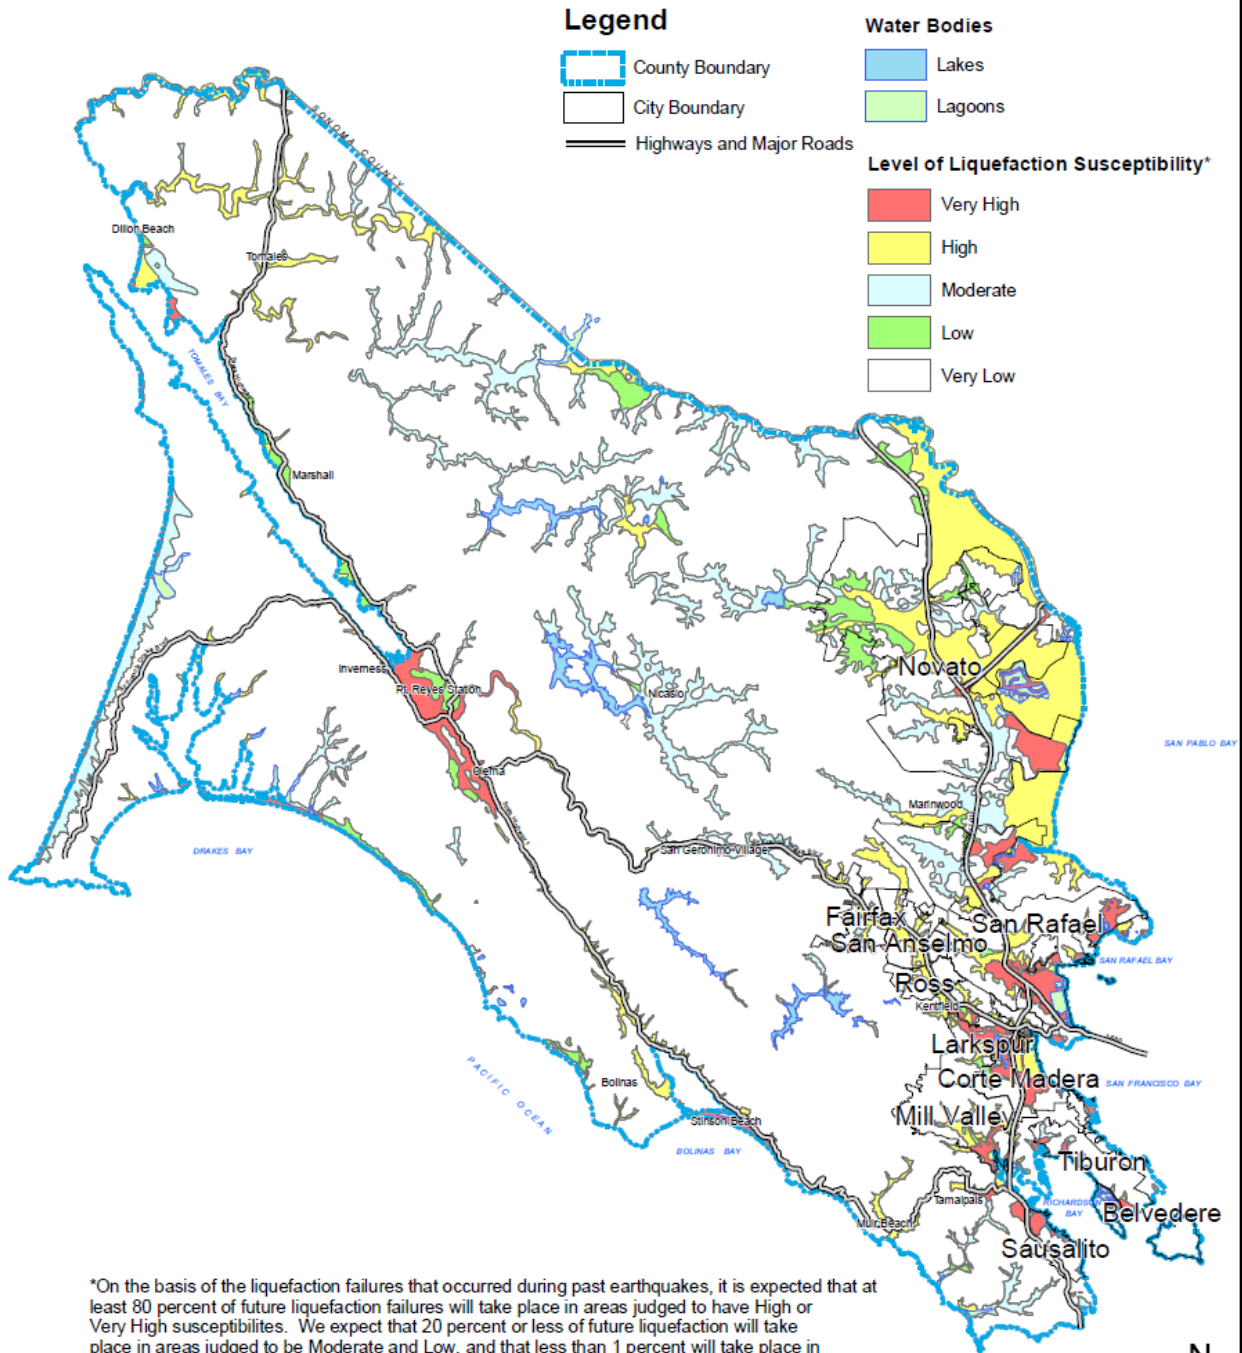 Legend
County Boundary
City Boundary
Highways and Major Roads
Water Bodies
Lakes
Lagoons
Level of Liquefaction Susceptibility*
Very High
High
Moderate
Low
Very Low
SONOMA COUNTY
Dillon Beach
Tomales
TOMALES BAY
Marshall
Inverness
Pt. Reyes Station
Nicasio
Novato
SAN PABLO BAY
Olema
Marinwood
DRAKES BAY
San Geronimo Village
Fairfax
San Rafael
San Anselmo
SAN RAFAEL BAY
Ross
Kentfield
Larkspur
Corte Madera
SAN FRANCISCO BAY
PACIFIC OCEAN
Bolinas
Mill Valley
Stinson Beach
BOLINAS BAY
Tiburon
Tamalpais
RICHARDSON
BAY
Belvedere
Muir Beach
Sausalito
*On the basis of the liquefaction failures that occurred during past earthquakes, it is expected that at
least 80 percent of future liquefaction failures will take place in areas judged to have High or
Very High susceptibilites. We expect that 20 percent or less of future liquefaction will take
place in areas judged to be Moderate and Low, and that less than 1 percent will take place in
N